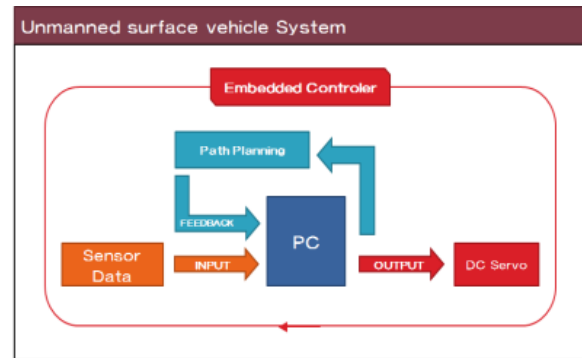 Unmanned surface vehicle System
Embedded Controler
Path Planning
FEEDBACK
PC
Sensor
Data
INPUT
OUTPUT
DC Servo